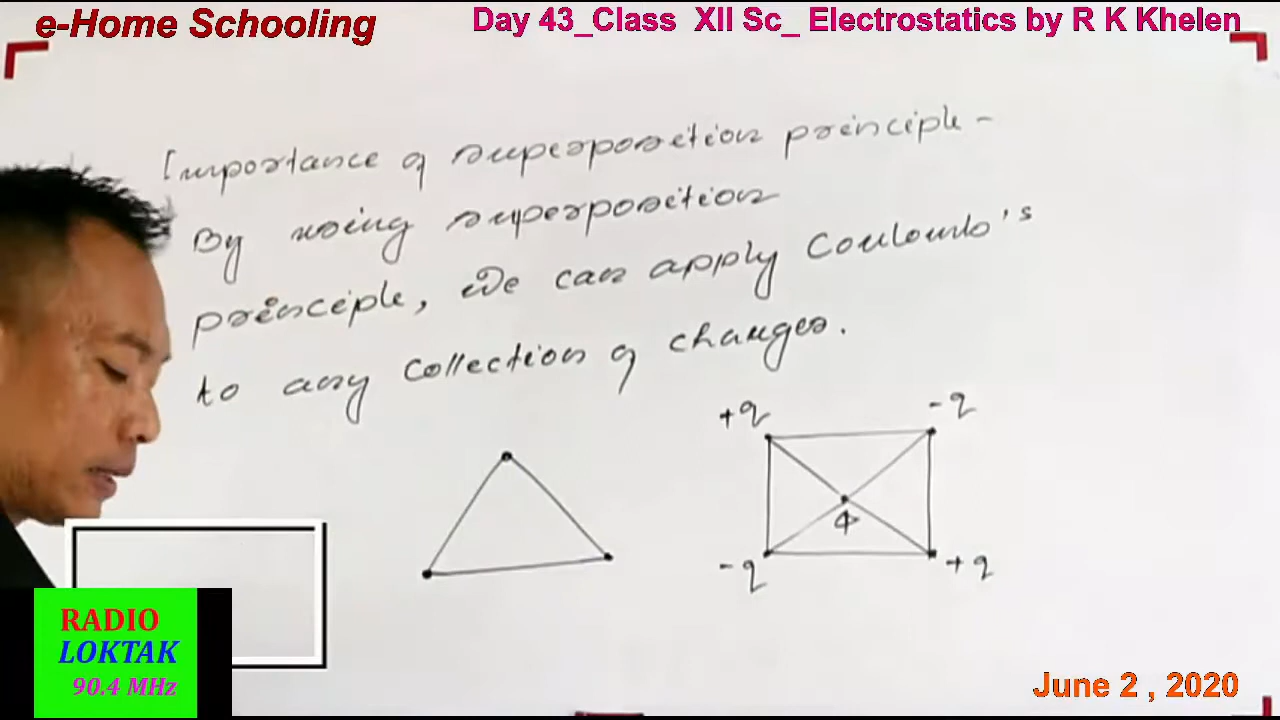 e-Home Schooling
Day 43_Class XII Sc_ Electrostatics by R K Khelen
Importance of superposition principle -
By using superposition
principle, we can apply Coulomb's
to any collection of charges.
+q
-q
-q
+q
RADIO
LOKTAK
90.4 MHz
June 2 , 2020